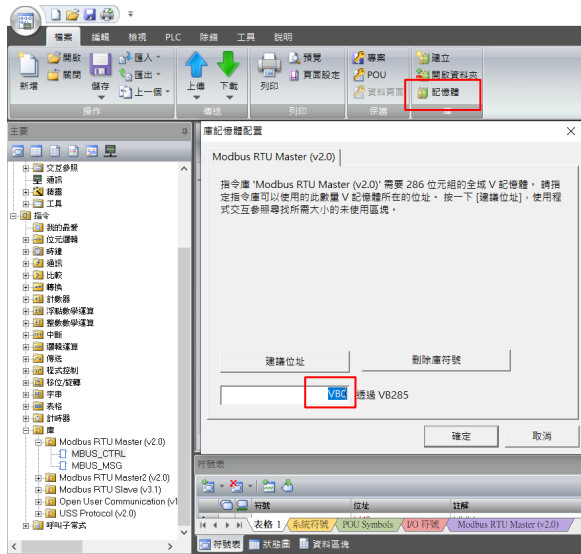 檔案 編輯 檢視 PLC 除錯 工具 說明
新增 開啟 關閉 儲存 匯入 匯出 上一個 上傳 下載 列印 預覽 頁面設定 專案 POU 資料頁面 建立 開啟資料夾 記憶體
操作 傳送 列印 保護 庫
主要
交互參照
通訊
精靈
工具
指令
我的最愛
位元邏輯
時鐘
通訊
比較
轉換
計數器
浮點數學運算
整數數學運算
中斷
邏輯運算
傳送
程式控制
移位/旋轉
字串
表格
計時器
庫
Modbus RTU Master (v2.0)
MBUS_CTRL
MBUS_MSG
Modbus RTU Master2 (v2.0)
Modbus RTU Slave (v3.1)
Open User Communication (v1
USS Protocol (v2.0)
呼叫子常式
庫記憶體配置
Modbus RTU Master (v2.0)
指令庫 'Modbus RTU Master (v2.0)' 需要 286 位元組的全域 V 記憶體。 請指
定指令庫可以使用的此數量 V 記憶體所在的位址。 按一下 [建議位址]，使用程
式交互參照尋找所需大小的未使用區塊。
建議位址 刪除庫符號
透過 VB285
確定 取消
符號表
符號 位址 註解
表格 1 系統符號 POU Symbols I/O 符號 Modbus RTU Master (v2.0)
符號表 狀態圖 資料區塊